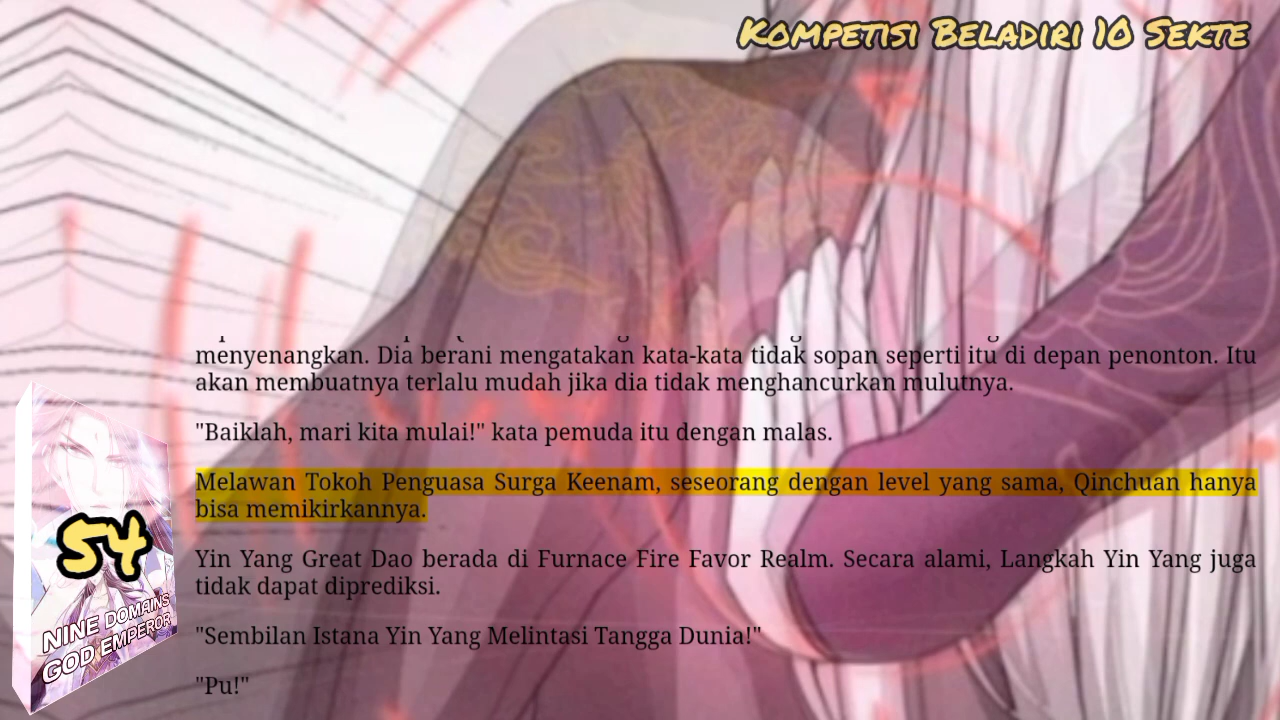 Kompetisi Beladiri 10 Sekte
menyenangkan. Dia berani mengatakan kata-kata tidak sopan seperti itu di depan penonton. Itu
akan membuatnya terlalu mudah jika dia tidak menghancurkan mulutnya.
"Baiklah, mari kita mulai!" kata pemuda itu dengan malas.
Melawan Tokoh Penguasa Surga Keenam, seseorang dengan level yang sama, Qinchuan hanya
bisa memikirkannya.
Yin Yang Great Dao berada di Furnace Fire Favor Realm. Secara alami, Langkah Yin Yang juga
tidak dapat diprediksi.
"Sembilan Istana Yin Yang Melintasi Tangga Dunia!"
"Pu!"
54
NINE DOMAINS
GOD EMPEROR